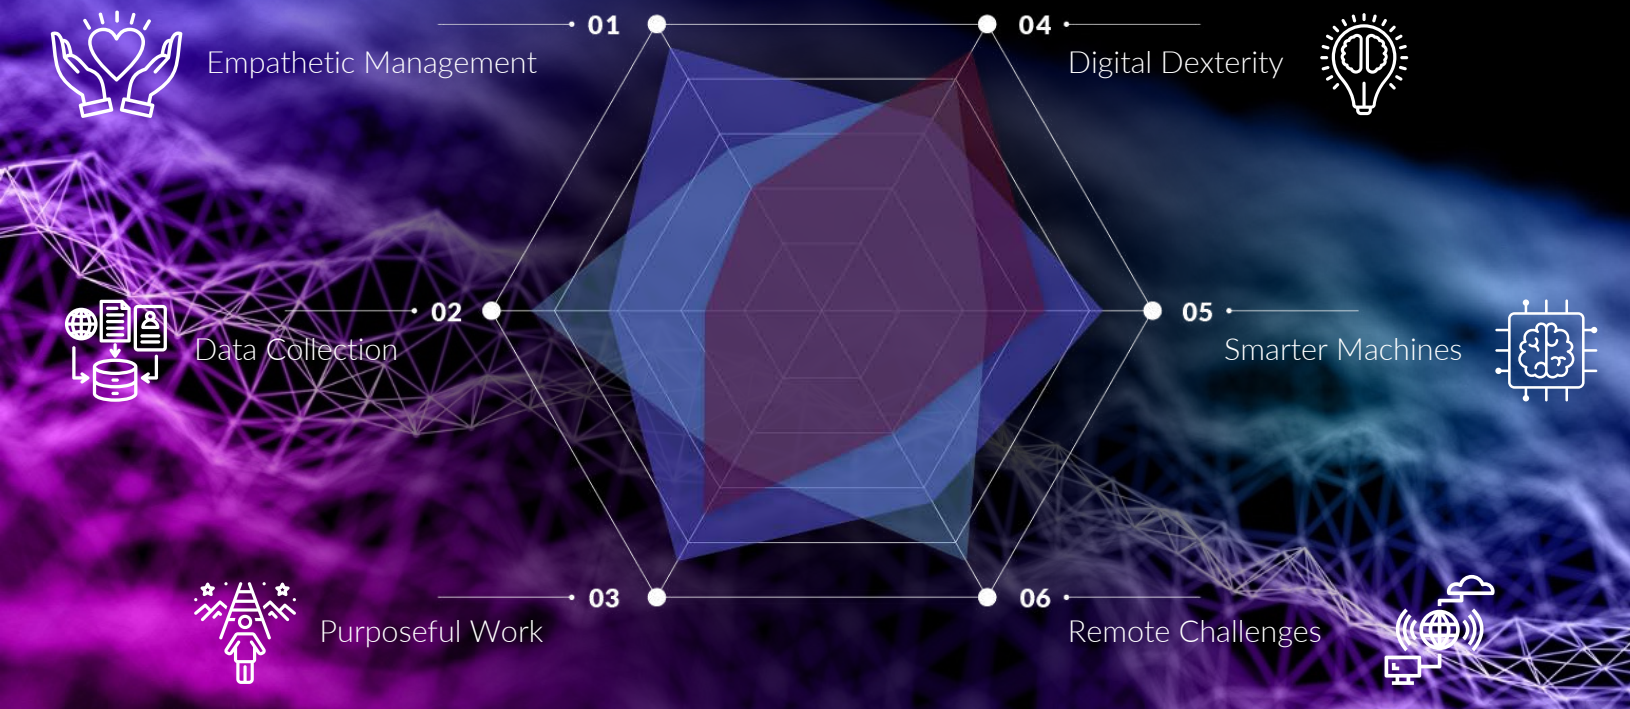 01
Empathetic Management
04
Digital Dexterity
02
Data Collection
05
Smarter Machines
03
Purposeful Work
06
Remote Challenges